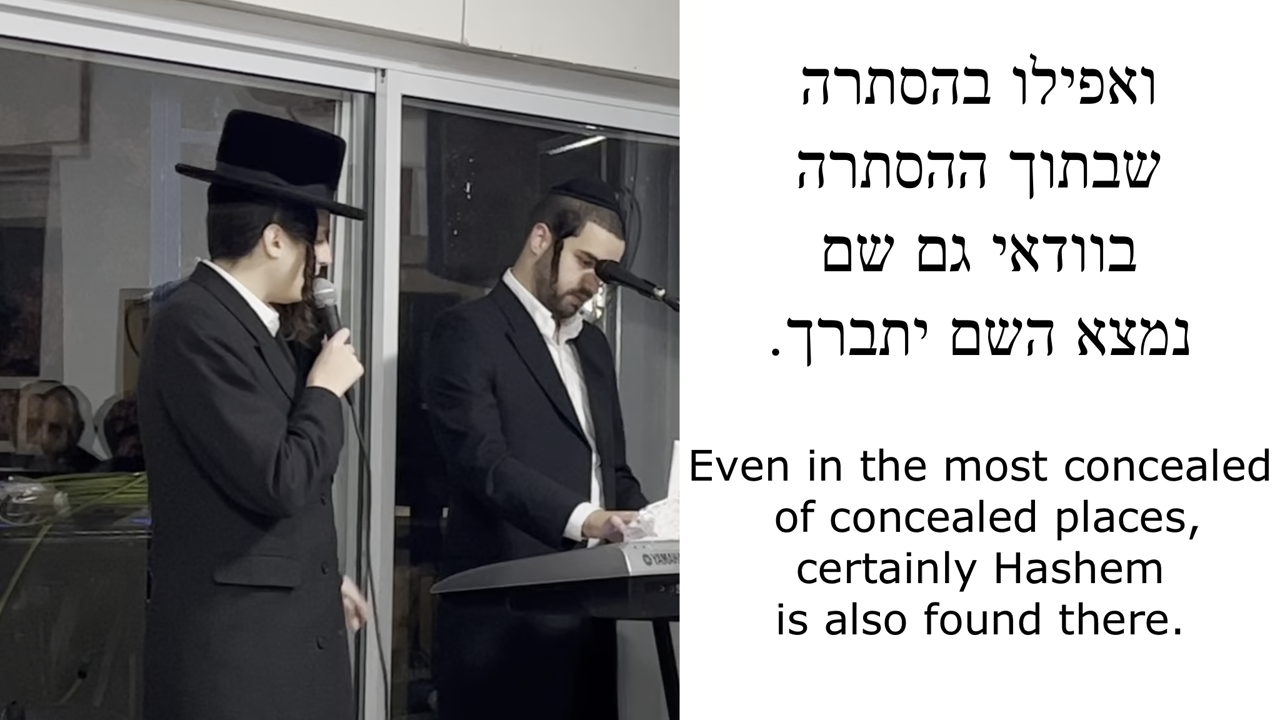 ואפילו בהסתרה
שבתוך ההסתרה
בוודאי גם שם
נמצא השם יתברך.
Even in the most concealed
of concealed places,
certainly Hashem
is also found there.
YAMAHA